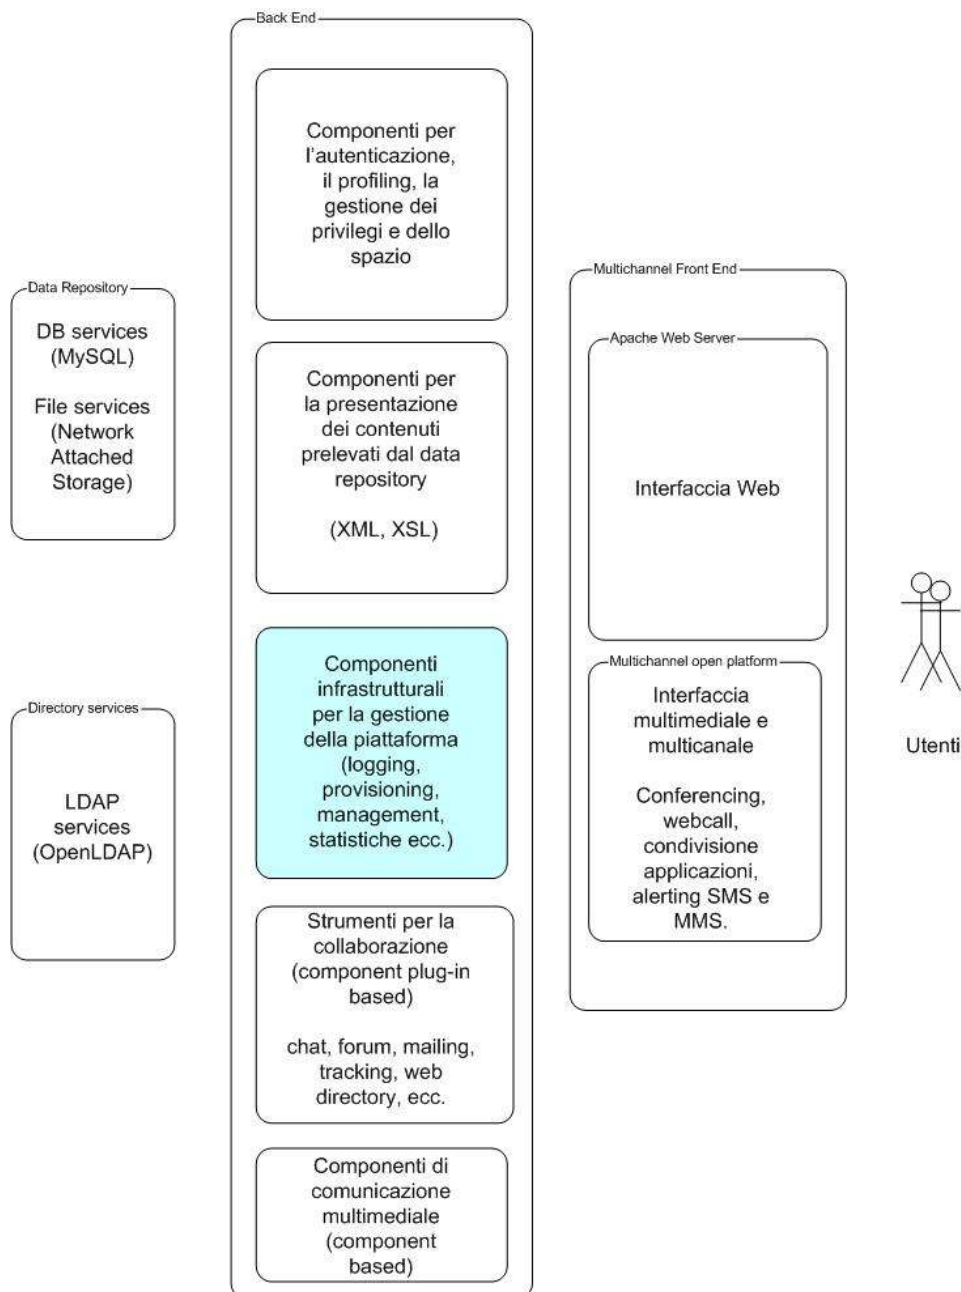 Back End
Componenti per
l'autenticazione,
il profiling, la
gestione dei
privilegi e dello
spazio
Componenti per
la presentazione
dei contenuti
prelevati dal data
repository
(XML, XSL)
Componenti
infrastrutturali
per la gestione
della piattaforma
(logging,
provisioning,
management,
statistiche ecc.)
Strumenti per la
collaborazione
(component plug-in
based)
chat, forum, mailing,
tracking, web
directory, ecc.
Componenti di
comunicazione
multimediale
(component
based)
Data Repository
DB services
(MySQL)
File services
(Network
Attached
Storage)
Directory services
LDAP
services
(OpenLDAP)
Multichannel Front End
Apache Web Server
Interfaccia Web
Multichannel open platform
Interfaccia
multimediale e
multicanale
Conferencing,
webcall,
condivisione
applicazioni,
alerting SMS e
MMS.
Utenti